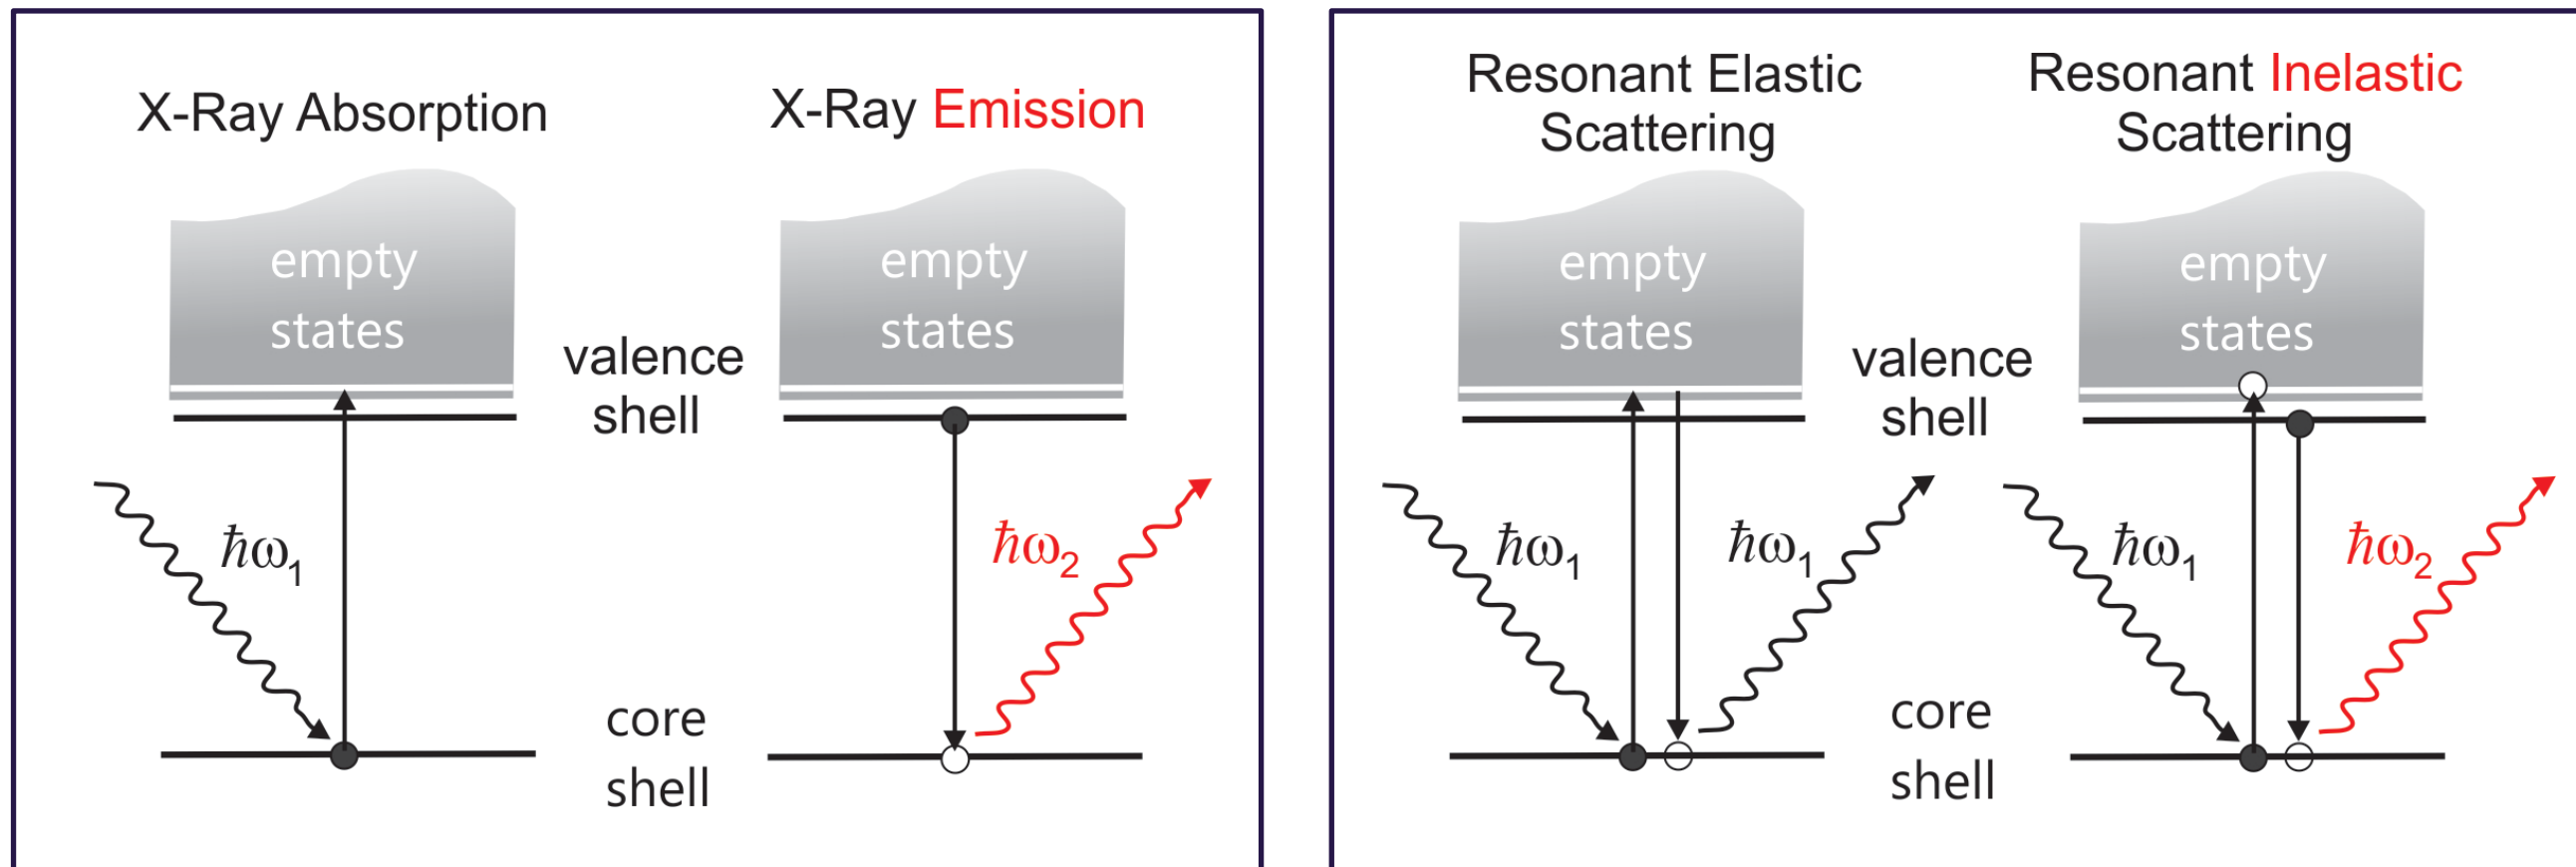 X-Ray Absorption
empty
states
ħω₁
X-Ray Emission
empty
states
ħω₂
valence
shell
core
shell
Resonant Elastic
Scattering
empty
states
ħω₁
ħω₁
Resonant Inelastic
Scattering
empty
states
ħω₁
ħω₂
valence
shell
core
shell